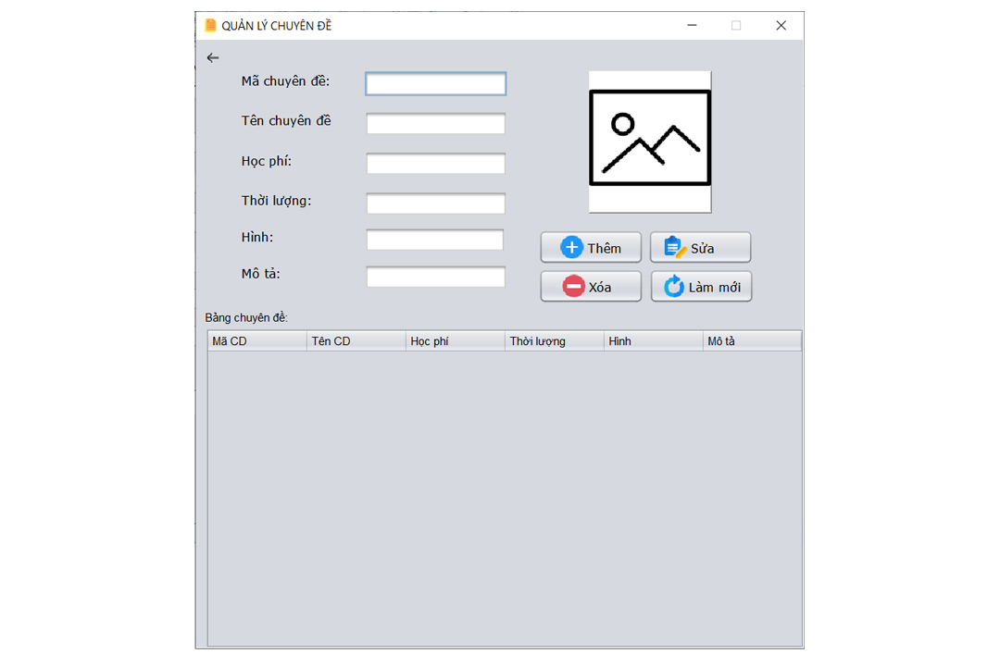 QUẢN LÝ CHUYÊN ĐỀ
Mã chuyên đề:
Tên chuyên đề
Học phí:
Thời lượng:
Hình:
Mô tả:
Thêm
Sửa
Xóa
Làm mới
Bảng chuyên đề:
Mã CD Tên CD Học phí Thời lượng Hình Mô tả